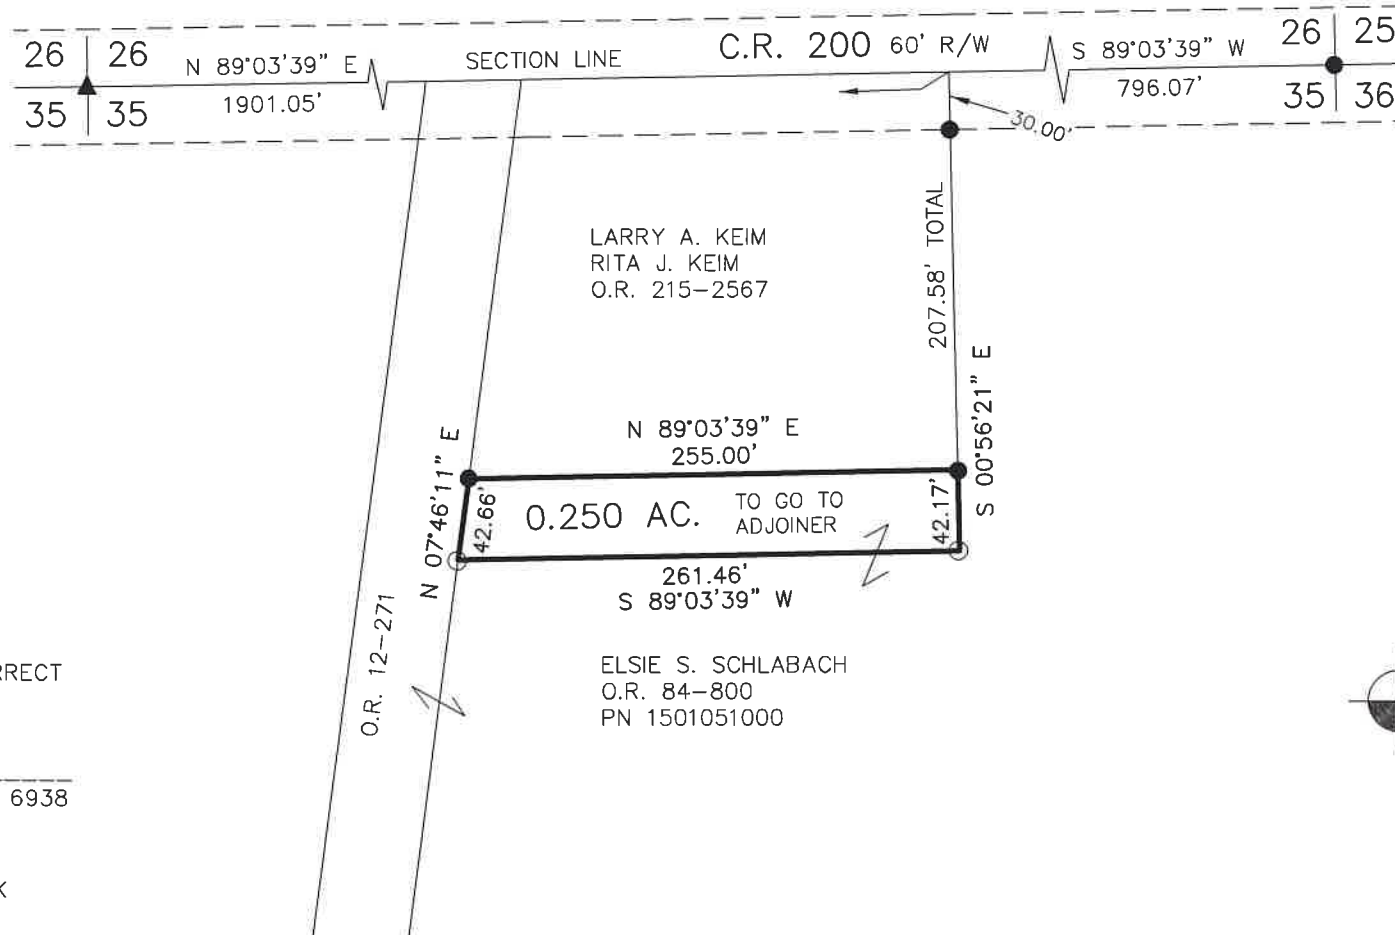 26 26
N 89°03'39" E
1901.05'
35 35
SECTION LINE
C.R. 200 60' R/W
S 89°03'39" W
796.07'
26 25
35 36
30.00'
207.58' TOTAL
LARRY A. KEIM
RITA J. KEIM
O.R. 215-2567
S 00°56'21" E
N 89°03'39" E
255.00'
N 07°46'11" E
42.66'
0.250 AC.
TO GO TO
ADJOINER
42.17'
261.46'
S 89°03'39" W
O.R. 12-271
ELSIE S. SCHLABACH
O.R. 84-800
PN 1501051000
RRECT
6938
K